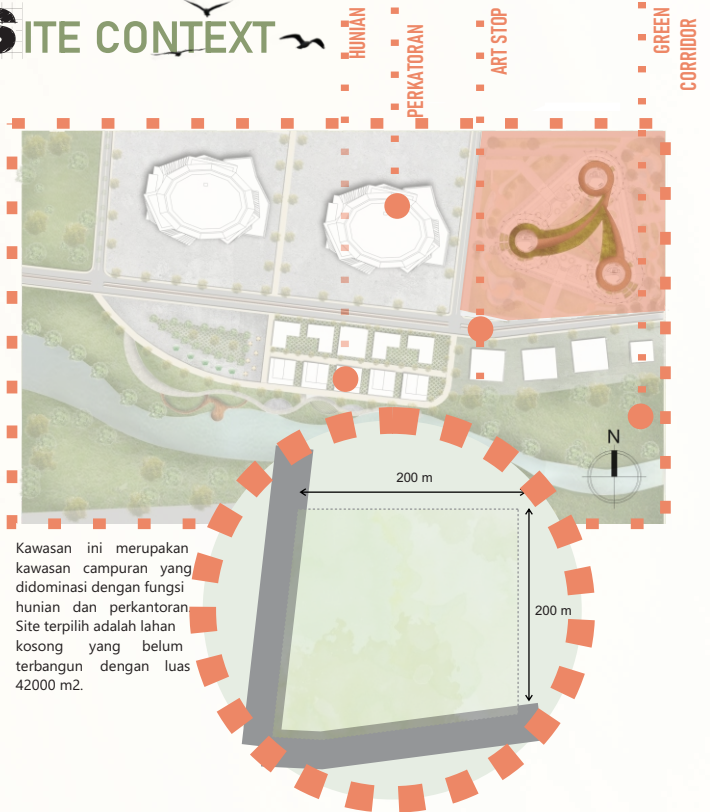 SITE CONTEXT
HUNIAN
PERKATORAN
ART STOP
GREEN
CORRIDOR
N
200 m
200 m
Kawasan ini merupakan
kawasan campuran yang
didominasi dengan fungsi
hunian dan perkantoran.
Site terpilih adalah lahan
kosong yang belum
terbangun dengan luas
42000 m2.